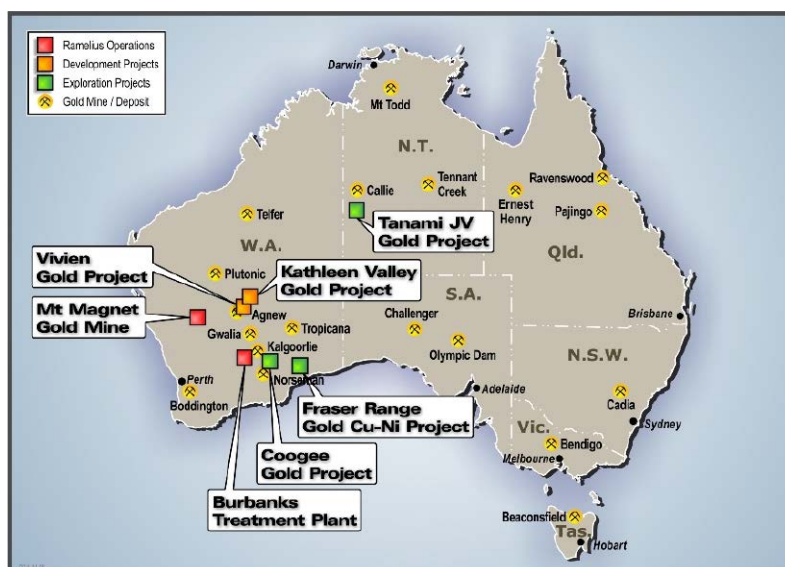 Ramelius Operations
Development Projects
Exploration Projects
Gold Mine / Deposit
Darwin
Mt Todd
N.T.
Callie
Tennant
Creek
Ernest
Henry
Ravenswood
Pajingo
Telfer
Tanami JV
Gold Project
Qld.
W.A.
Vivien
Gold Project
Plutonic
Kathleen Valley
Gold Project
S.A.
Mt Magnet
Gold Mine
Agnew
Challenger
Brisbane
Gwalia
Tropicana
Olympic Dam
Kalgoorlie
N.S.W.
Perth
Norseman
Adelaide
Boddington
Cadia
Fraser Range
Gold Cu-Ni Project
Sydney
Vic.
Coogee
Gold Project
Bendigo
Melbourne
Burbanks
Treatment Plant
Beaconsfield
Tas.
Hobart